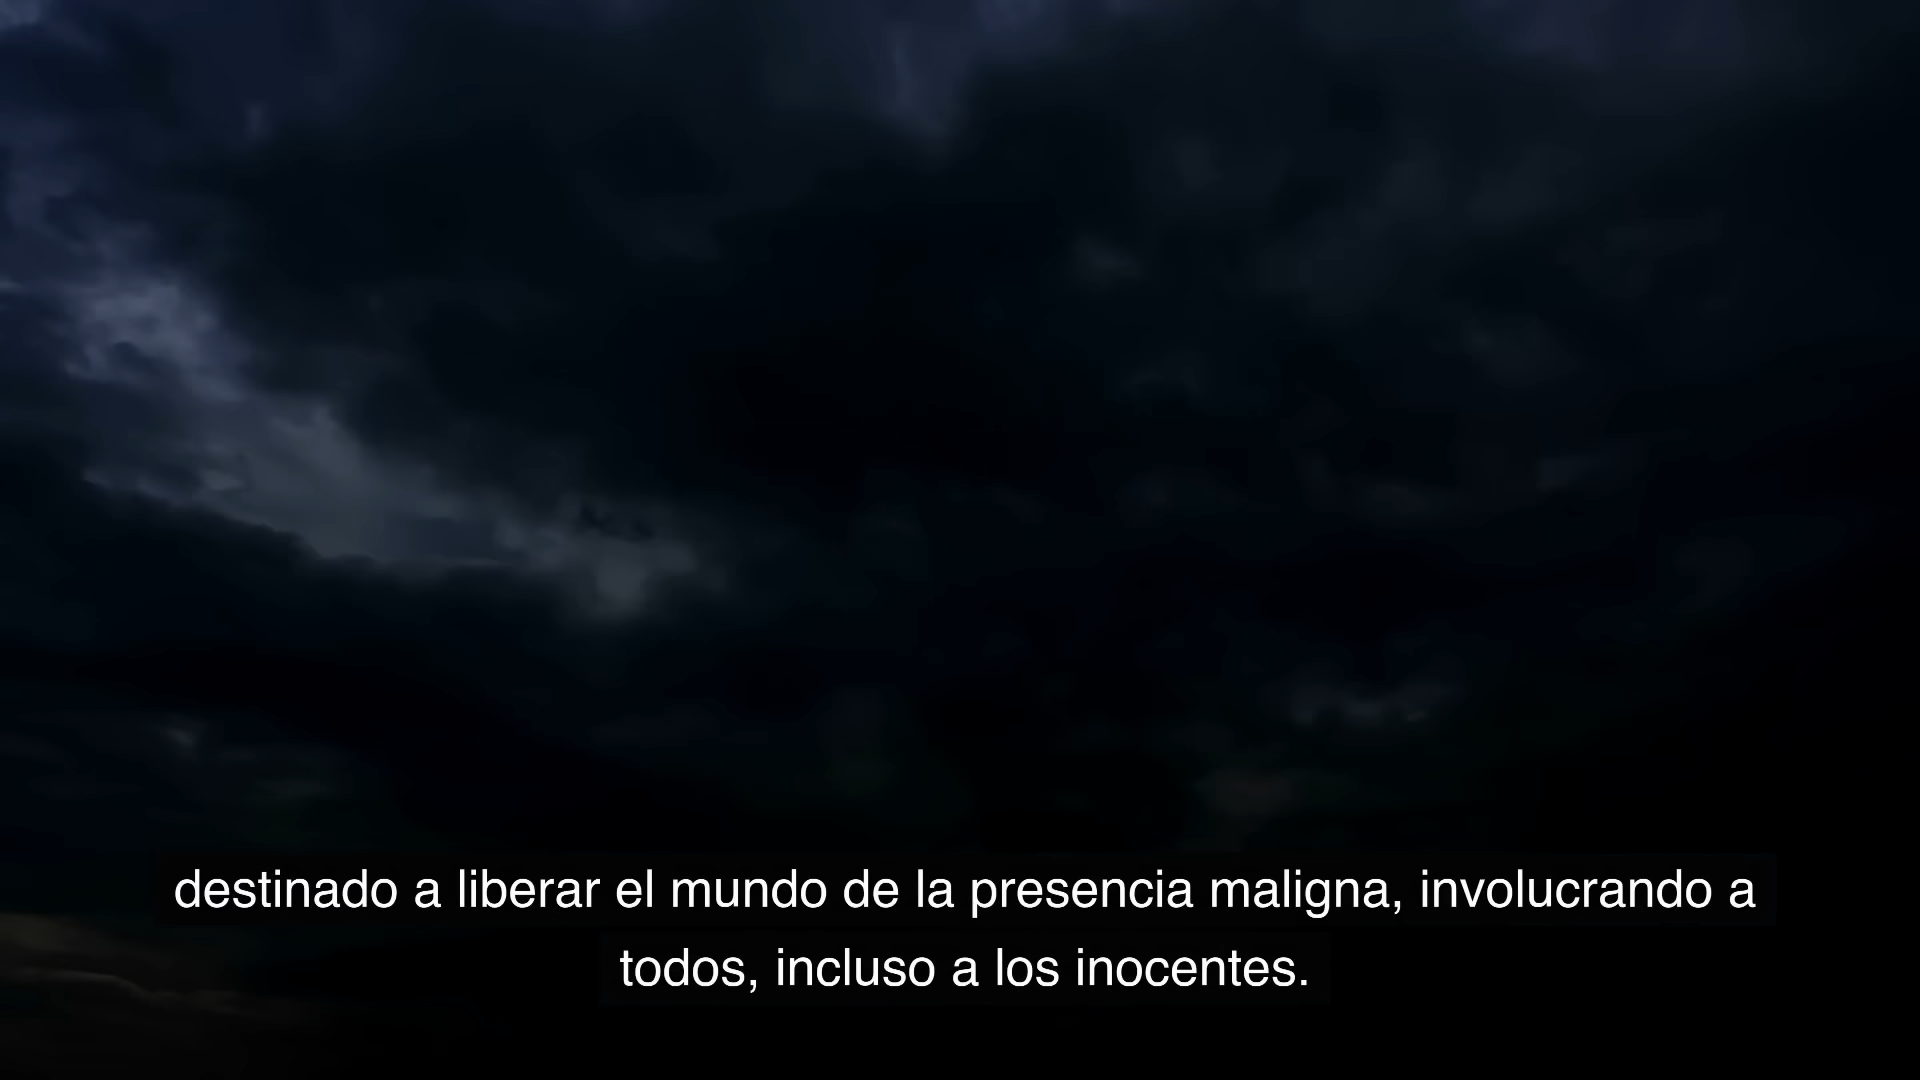 destinado a liberar el mundo de la presencia maligna, involucrando a
todos, incluso a los inocentes.